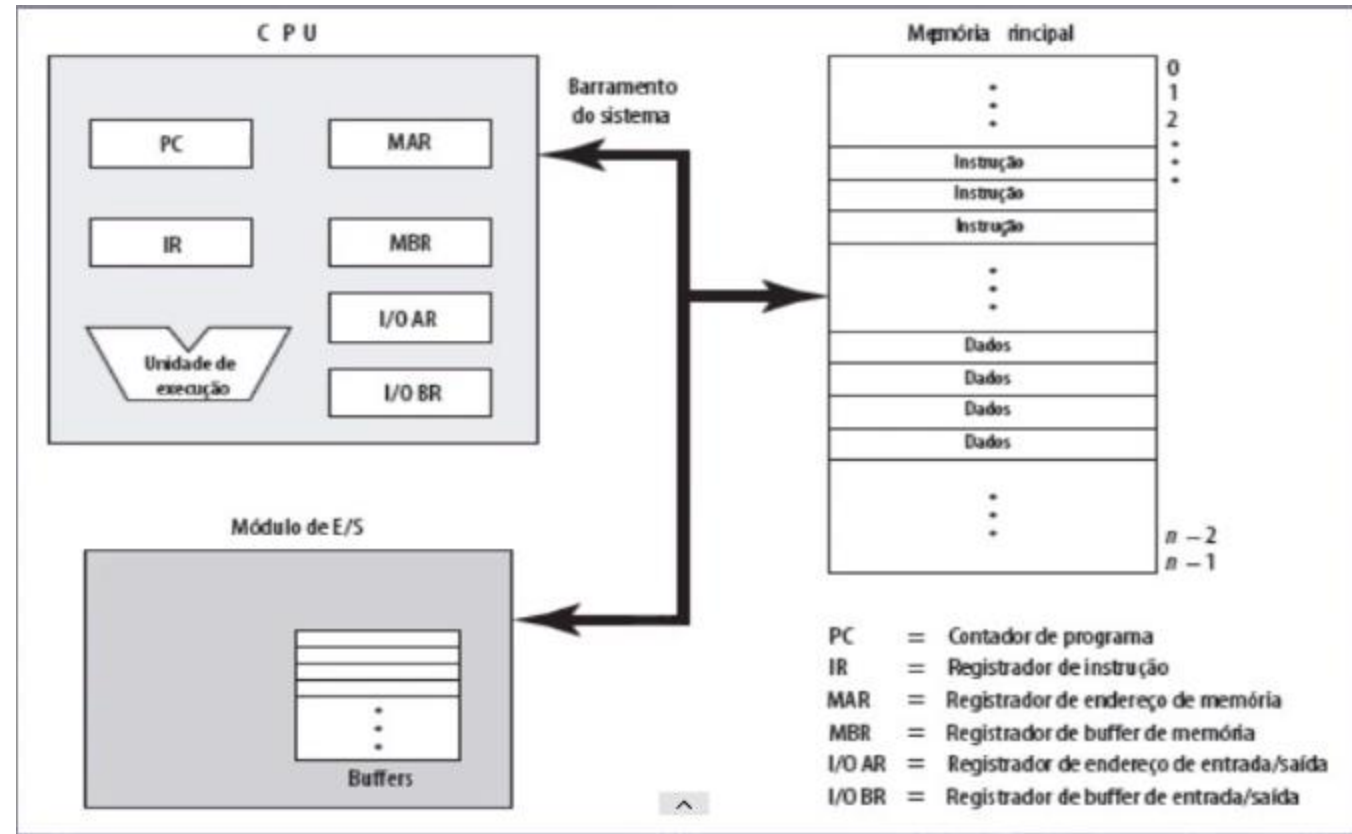 C P U
PC
MAR
IR
MBR
I/O AR
Unidade de
execução
I/O BR
Barramento
do sistema
Memória rincipal
0
1
2
Instrução
Instrução
Instrução
Dados
Dados
Dados
Dados
n – 2
n – 1
Módulo de E/S
Buffers
PC = Contador de programa
IR = Registrador de instrução
MAR = Registrador de endereço de memória
MBR = Registrador de buffer de memória
I/O AR = Registrador de endereço de entrada/saída
I/O BR = Registrador de buffer de entrada/saída